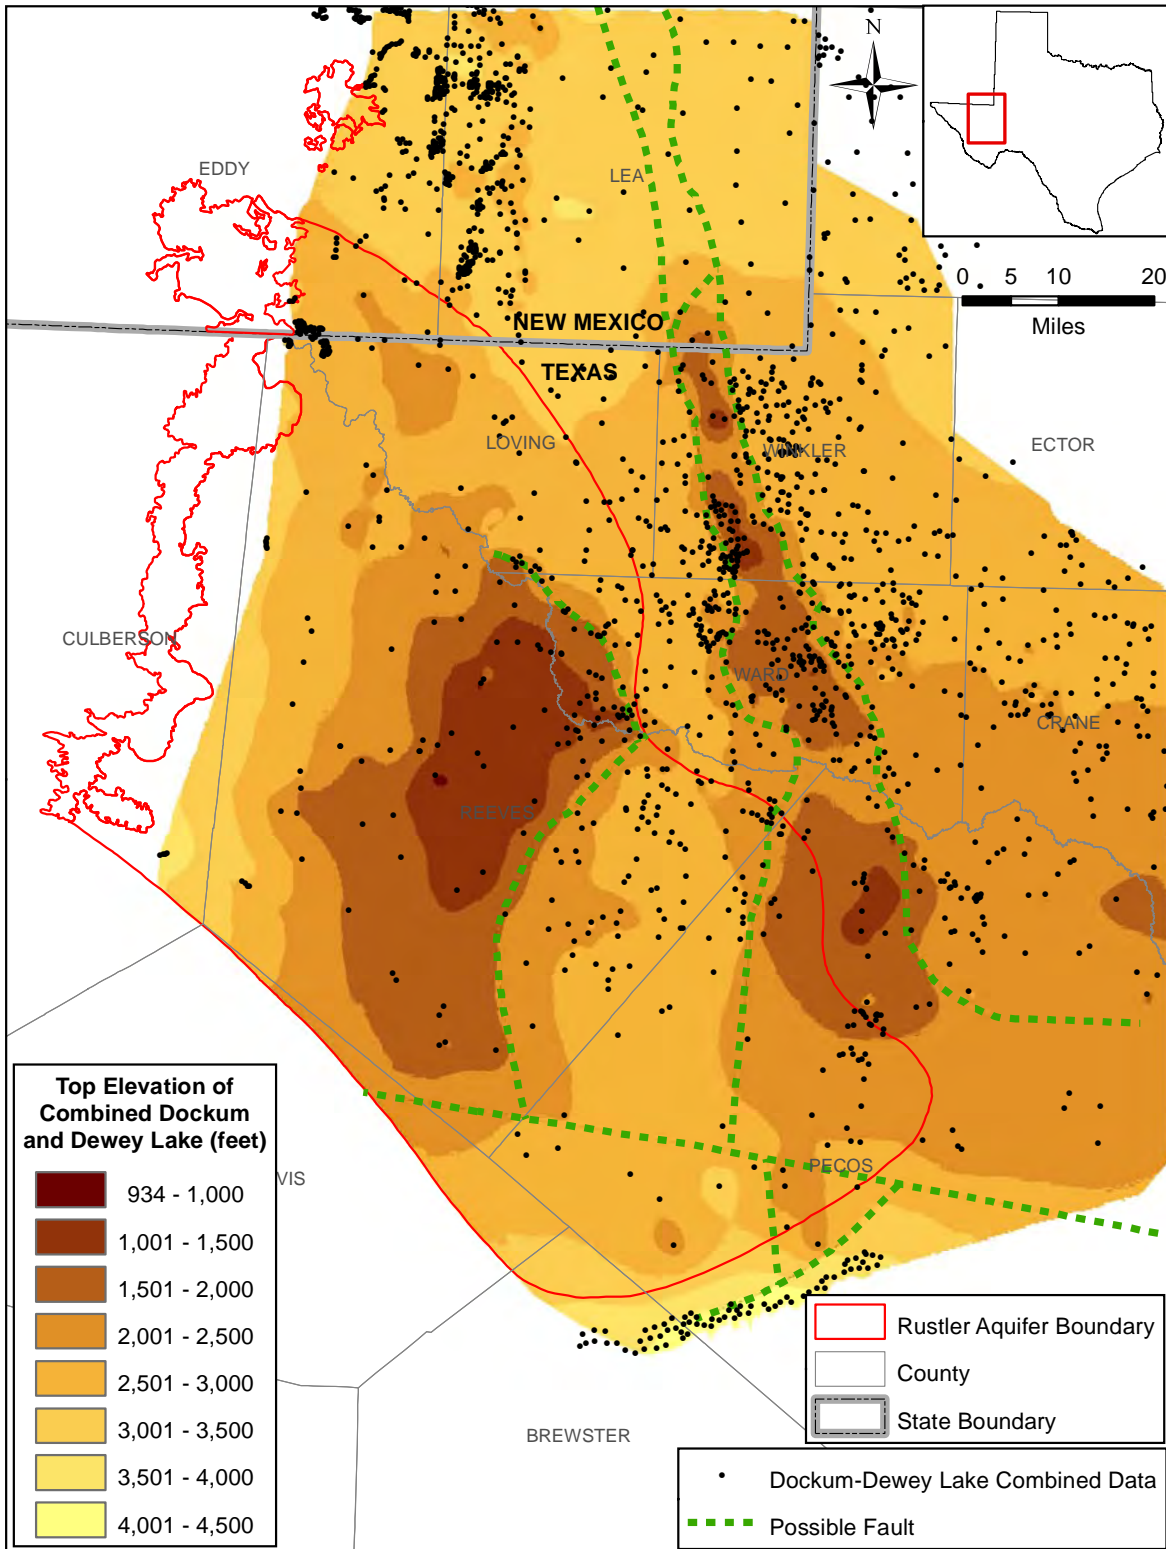 N
EDDY
LEA
0 5 10 20
Miles
NEW MEXICO
TEXAS
LOVING
WINKLER
ECTOR
CULBERSON
WARD
CRANE
REEVES
PECOS
VIS
BREWSTER
Top Elevation of
Combined Dockum
and Dewey Lake (feet)
934 - 1,000
1,001 - 1,500
1,501 - 2,000
2,001 - 2,500
2,501 - 3,000
3,001 - 3,500
3,501 - 4,000
4,001 - 4,500
Rustler Aquifer Boundary
County
State Boundary
Dockum-Dewey Lake Combined Data
Possible Fault